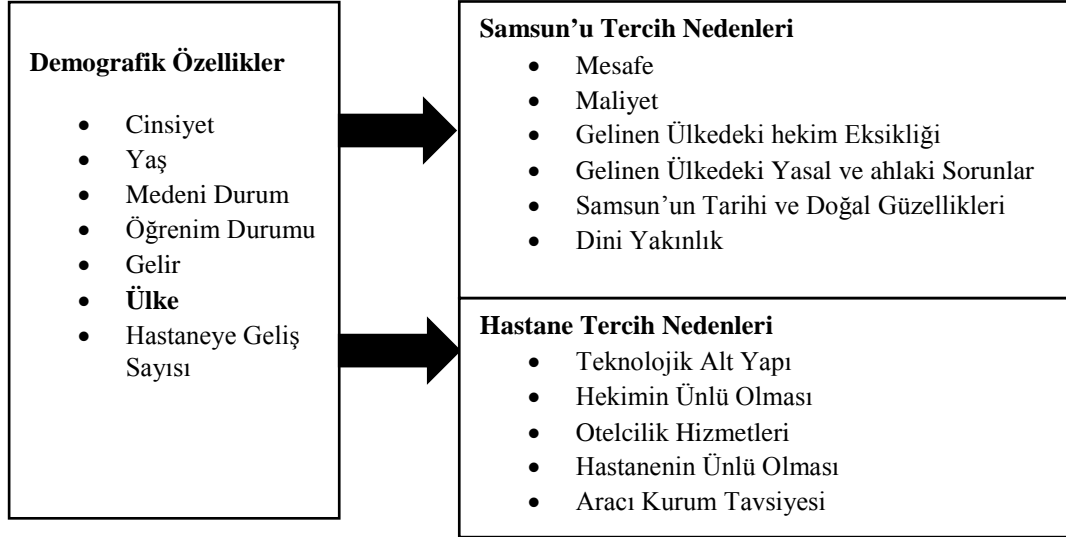 Demografik Özellikler
• Cinsiyet
• Yaş
• Medeni Durum
• Öğrenim Durumu
• Gelir
• Ülke
• Hastaneye Geliş
Sayısı
Samsun’u Tercih Nedenleri
• Mesafe
• Maliyet
• Gelinen Ülkedeki hekim Eksikliği
• Gelinen Ülkedeki Yasal ve ahlaki Sorunlar
• Samsun’un Tarihi ve Doğal Güzellikleri
• Dini Yakınlık
Hastane Tercih Nedenleri
• Teknolojik Alt Yapı
• Hekimin Ünlü Olması
• Otelcilik Hizmetleri
• Hastanenin Ünlü Olması
• Aracı Kurum Tavsiyesi